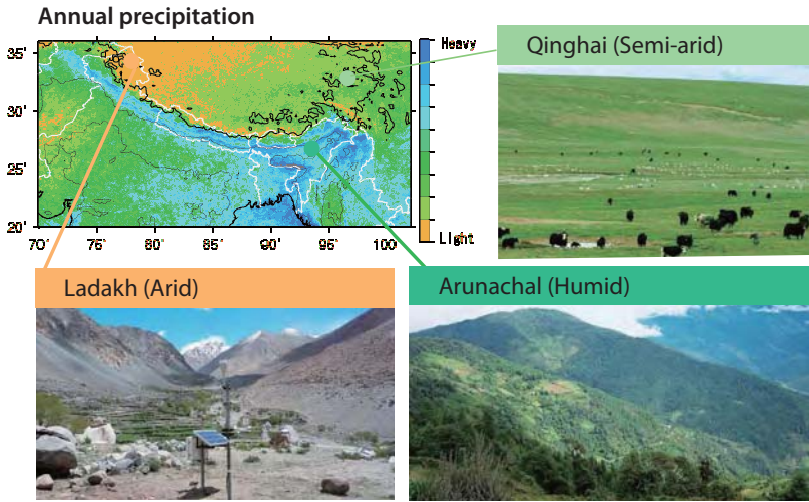 Annual precipitation
35'
30'
25'
20'
70'
75'
80'
85'
90'
95'
100'
Heavy
Light
Qinghai (Semi-arid)
Ladakh (Arid)
Arunachal (Humid)